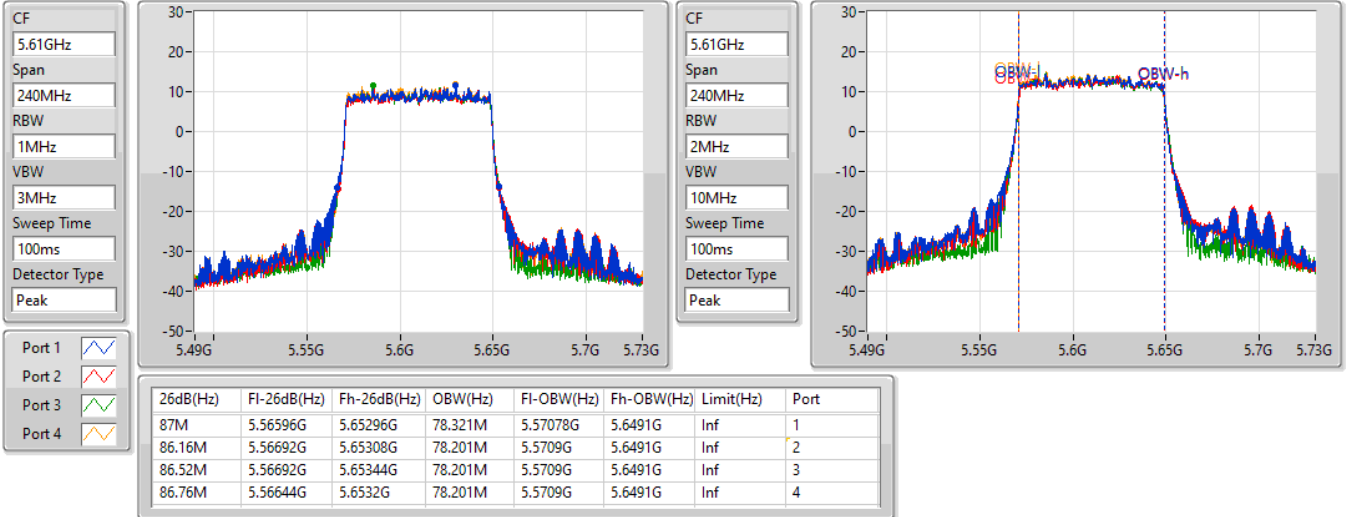 CF
5.61GHz
Span
240MHz
RBW
1MHz
VBW
3MHz
Sweep Time
100ms
Detector Type
Peak
30
20
10
0
-10
-20
-30
-40
-50
5.49G 5.55G 5.6G 5.65G 5.7G 5.73G
CF
5.61GHz
Span
240MHz
RBW
2MHz
VBW
10MHz
Sweep Time
100ms
Detector Type
Peak
30
20
10
0
-10
-20
-30
-40
-50
OBW-l OBW-h
5.49G 5.55G 5.6G 5.65G 5.7G 5.73G
Port 1
Port 2
Port 3
Port 4
26dB(Hz) Fl-26dB(Hz) Fh-26dB(Hz) OBW(Hz) Fl-OBW(Hz) Fh-OBW(Hz) Limit(Hz) Port
87M 5.56596G 5.65296G 78.321M 5.57078G 5.6491G Inf 1
86.16M 5.56692G 5.65308G 78.201M 5.5709G 5.6491G Inf 2
86.52M 5.56692G 5.65344G 78.201M 5.5709G 5.6491G Inf 3
86.76M 5.56644G 5.6532G 78.201M 5.5709G 5.6491G Inf 4